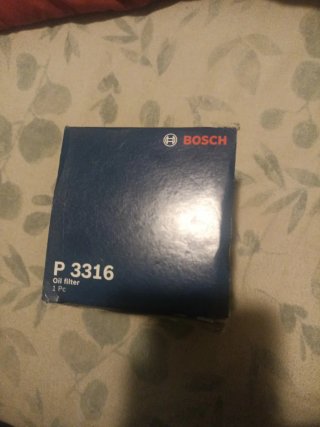 BOSCH
P 3316
Oil filter
1 Pc